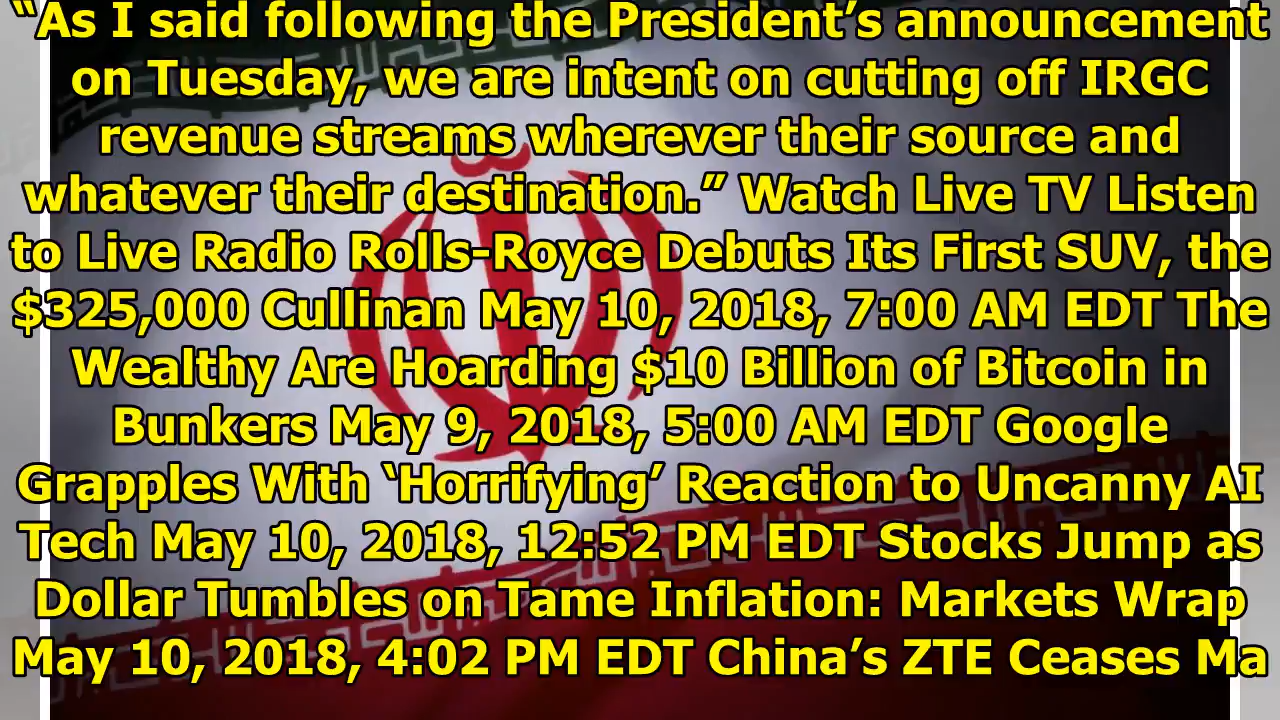 “As I said following the President’s announcement
on Tuesday, we are intent on cutting off IRGC
revenue streams wherever their source and
whatever their destination.” Watch Live TV Listen
to Live Radio Rolls-Royce Debuts Its First SUV, the
$325,000 Cullinan May 10, 2018, 7:00 AM EDT The
Wealthy Are Hoarding $10 Billion of Bitcoin in
Bunkers May 9, 2018, 5:00 AM EDT Google
Grapples With ‘Horrifying’ Reaction to Uncanny AI
Tech May 10, 2018, 12:52 PM EDT Stocks Jump as
Dollar Tumbles on Tame Inflation: Markets Wrap
May 10, 2018, 4:02 PM EDT China’s ZTE Ceases Ma